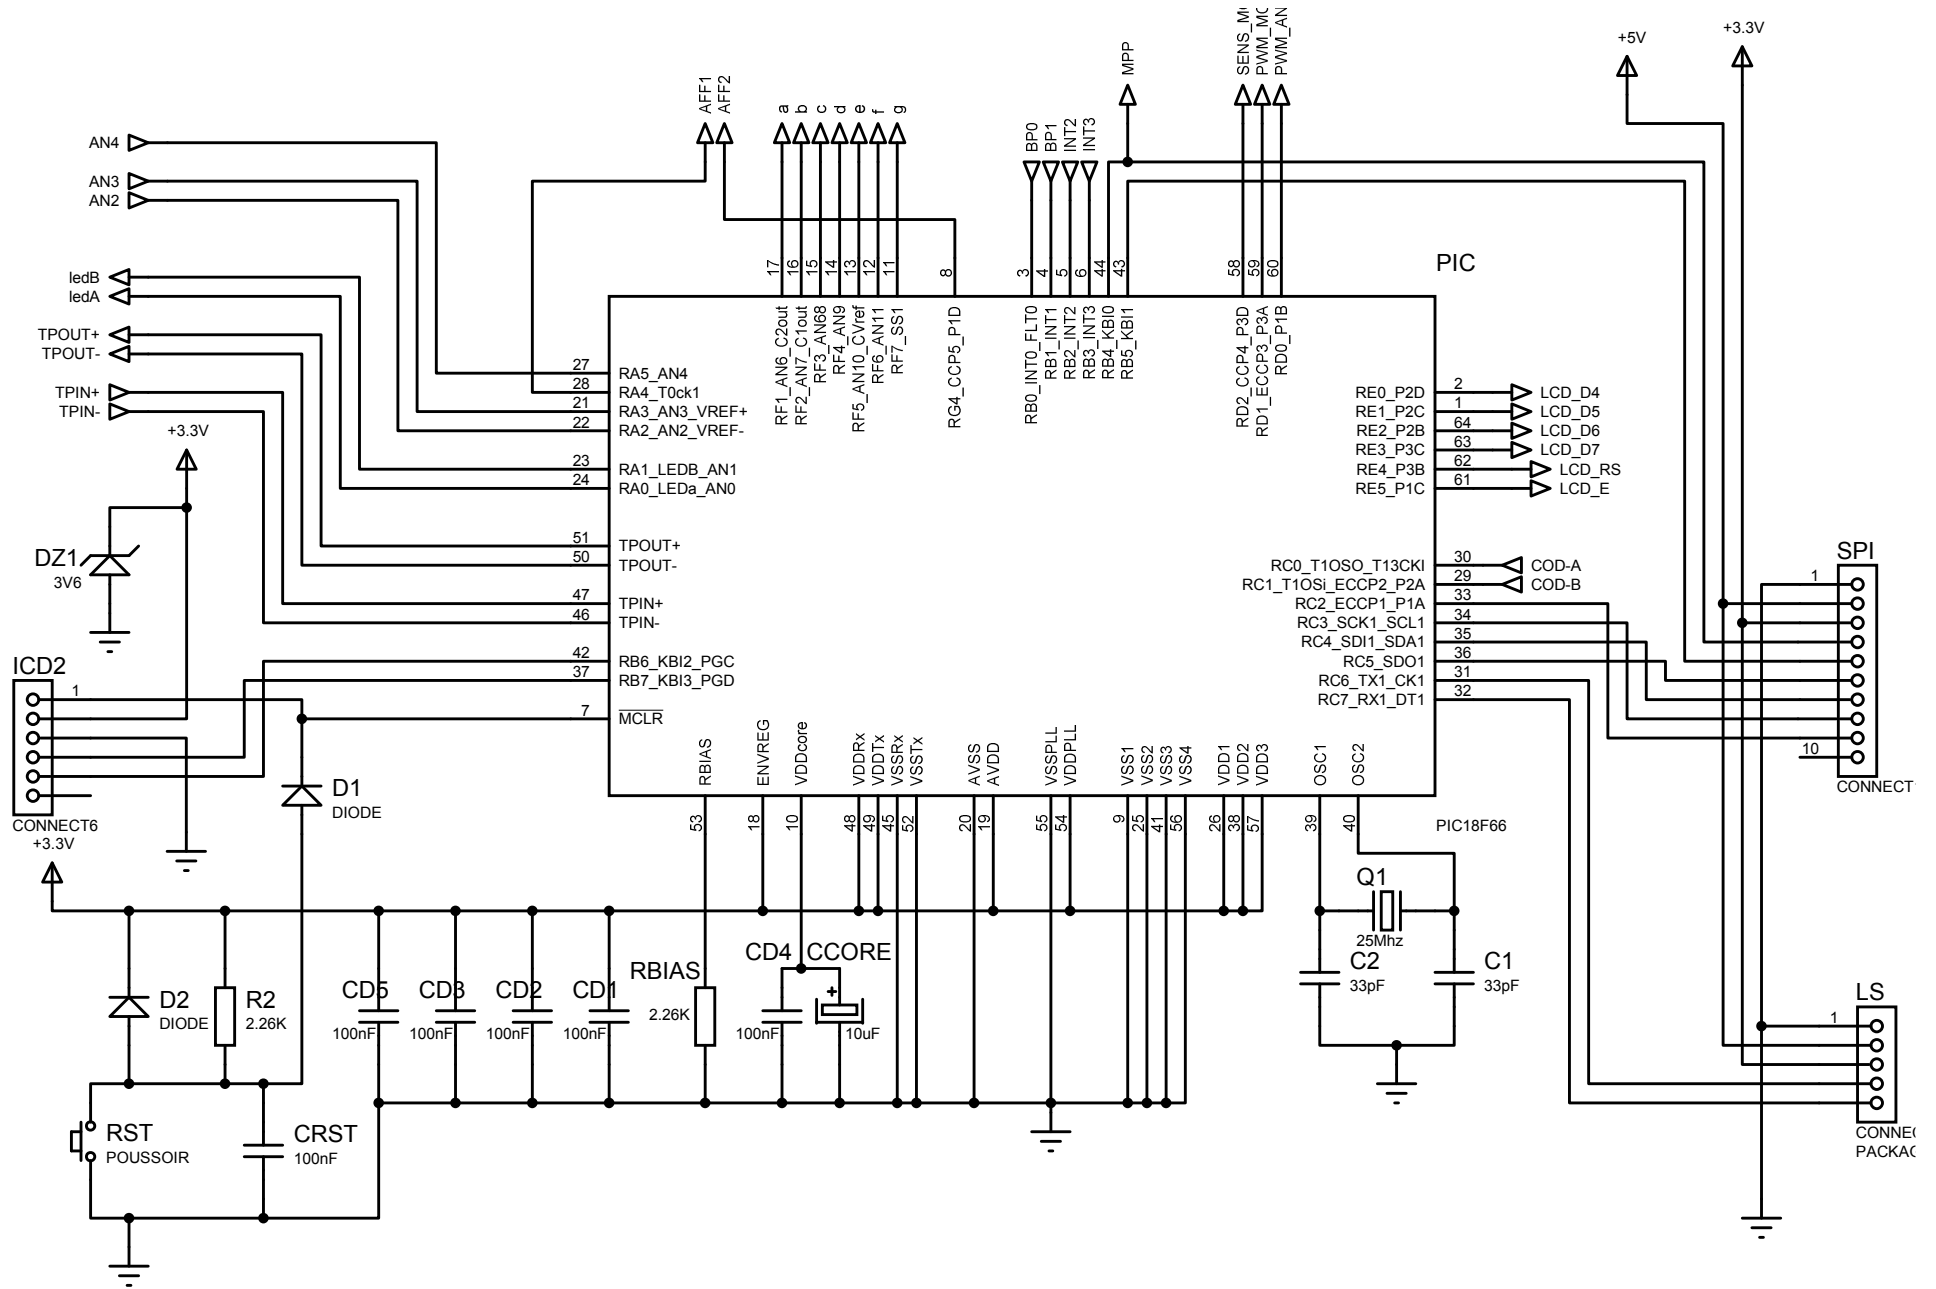 +5V
+3.3V
MPP
SENS_M
PWM_M
PWM_AN
AFF1
AFF2
a
b
c
d
e
f
g
BP0
BP1
INT2
INT3
AN4
AN3
AN2
ledB
ledA
TPOUT+
TPOUT-
TPIN+
TPIN-
+3.3V
DZ1
3V6
ICD2
1
CONNECT6
+3.3V
PIC
17
16
15
14
13
12
11
8
3
4
5
6
44
43
58
59
60
RF1_AN6_C2out
RF2_AN7_C1out
RF3_AN68
RF4_AN9
RF5_AN10_CVref
RF6_AN11
RF7_SS1
RG4_CCP5_P1D
RB0_INT0_FLT0
RB1_INT1
RB2_INT2
RB3_INT3
RB4_KBI0
RB5_KBI1
RD2_CCP4_P3D
RD1_ECCP3_P3A
RD0_P1B
27 RA5_AN4
28 RA4_T0ck1
21 RA3_AN3_VREF+
22 RA2_AN2_VREF-
23 RA1_LEDB_AN1
24 RA0_LEDa_AN0
51 TPOUT+
50 TPOUT-
47 TPIN+
46 TPIN-
42 RB6_KBI2_PGC
37 RB7_KBI3_PGD
7 MCLR
RE0_P2D 2 LCD_D4
RE1_P2C 1 LCD_D5
RE2_P2B 64 LCD_D6
RE3_P3C 63 LCD_D7
RE4_P3B 62 LCD_RS
RE5_P1C 61 LCD_E
RC0_T1OSO_T13CKI 30 COD-A
RC1_T1OSi_ECCP2_P2A 29 COD-B
RC2_ECCP1_P1A 33
RC3_SCK1_SCL1 34
RC4_SDI1_SDA1 35
RC5_SDO1 36
RC6_TX1_CK1 31
RC7_RX1_DT1 32
SPI
1
10
CONNECT
RBIAS
ENVREG
VDDcore
VDDRx
VDDTx
VSSRx
VSSTx
AVSS
AVDD
VSSPLL
VDDPLL
VSS1
VSS2
VSS3
VSS4
VDD1
VDD2
VDD3
OSC1
OSC2
53
18
10
48
49
45
52
20
19
55
54
9
25
41
56
26
38
57
39
40
PIC18F66
D1
DIODE
Q1
25Mhz
C2
33pF
C1
33pF
D2
DIODE
R2
2.26K
CD5
100nF
CD3
100nF
CD2
100nF
CD1
100nF
RBIAS
2.26K
CD4
100nF
CCORE
+
10uF
LS
1
CONNE
PACKA
RST
POUSSOIR
CRST
100nF